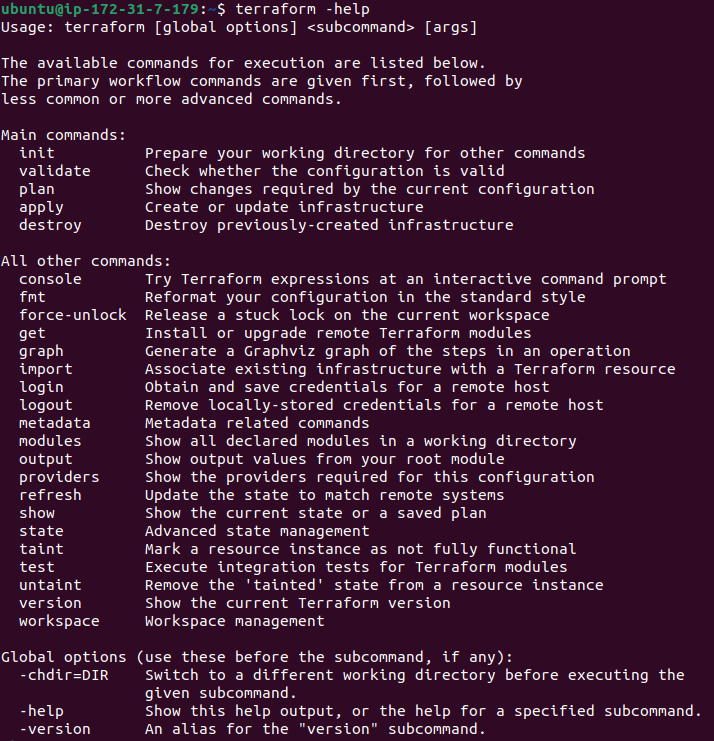 ubuntu@ip-172-31-7-179:~$ terraform -help
Usage: terraform [global options] <subcommand> [args]

The available commands for execution are listed below.
The primary workflow commands are given first, followed by
less common or more advanced commands.

Main commands:
  init          Prepare your working directory for other commands
  validate      Check whether the configuration is valid
  plan          Show changes required by the current configuration
  apply         Create or update infrastructure
  destroy       Destroy previously-created infrastructure

All other commands:
  console       Try Terraform expressions at an interactive command prompt
  fmt           Reformat your configuration in the standard style
  force-unlock  Release a stuck lock on the current workspace
  get           Install or upgrade remote Terraform modules
  graph         Generate a Graphviz graph of the steps in an operation
  import        Associate existing infrastructure with a Terraform resource
  login         Obtain and save credentials for a remote host
  logout        Remove locally-stored credentials for a remote host
  metadata      Metadata related commands
  modules       Show all declared modules in a working directory
  output        Show output values from your root module
  providers     Show the providers required for this configuration
  refresh       Update the state to match remote systems
  show          Show the current state or a saved plan
  state         Advanced state management
  taint         Mark a resource instance as not fully functional
  test          Execute integration tests for Terraform modules
  untaint       Remove the 'tainted' state from a resource instance
  version       Show the current Terraform version
  workspace     Workspace management

Global options (use these before the subcommand, if any):
  -chdir=DIR    Switch to a different working directory before executing the
                given subcommand.
  -help         Show this help output, or the help for a specified subcommand.
  -version      An alias for the "version" subcommand.